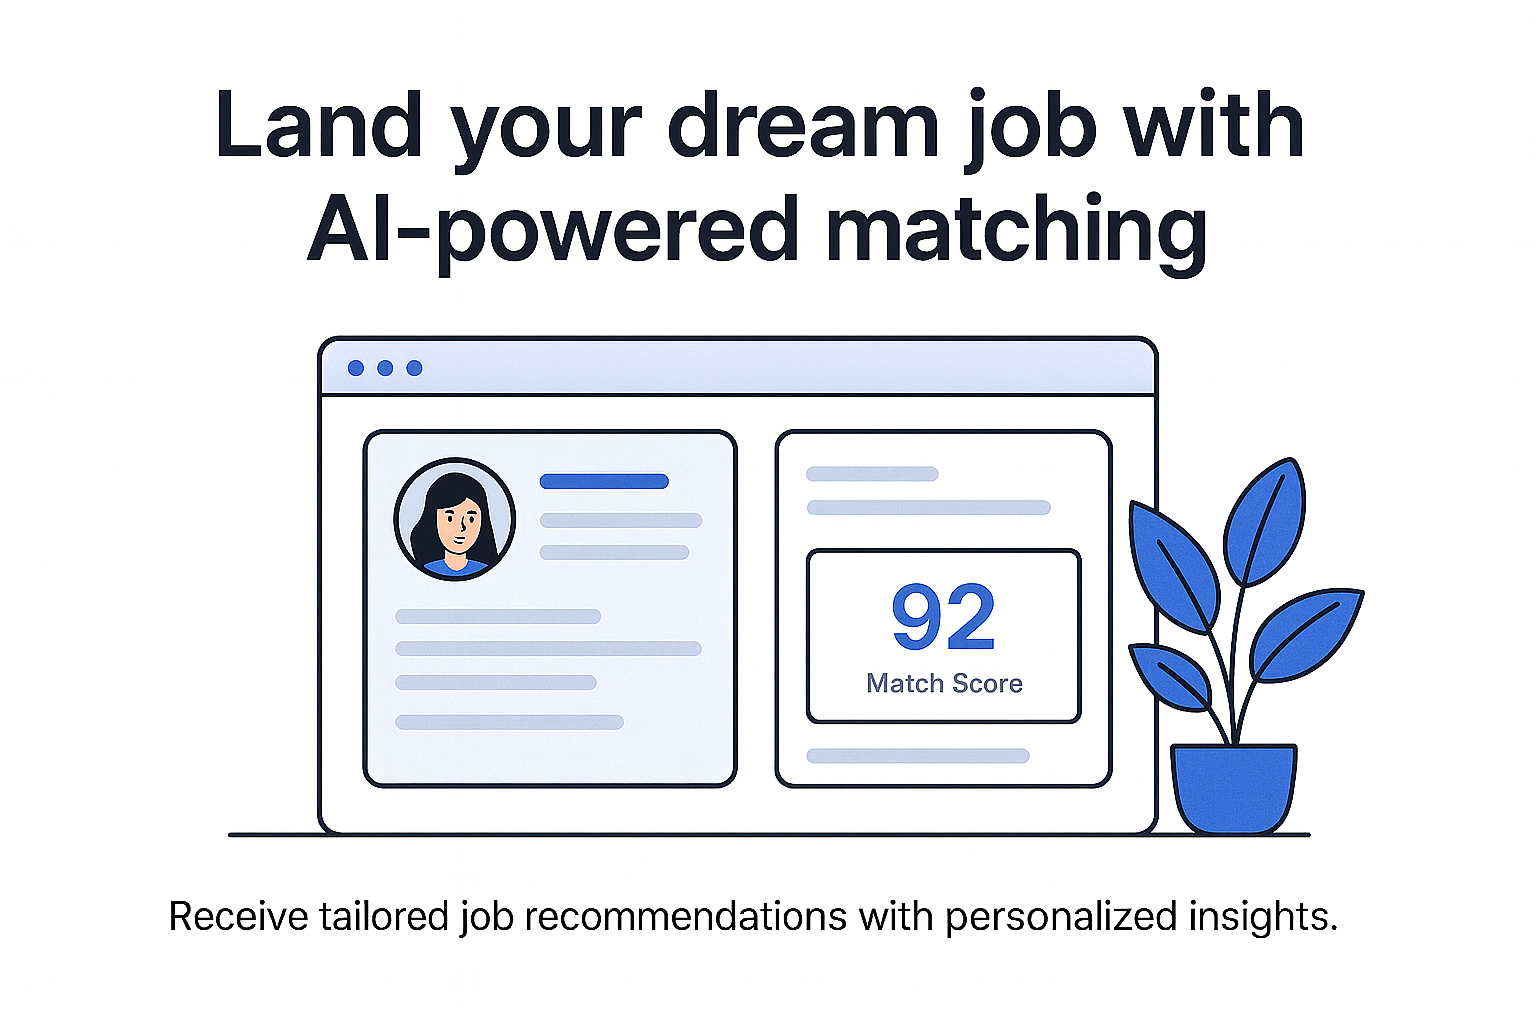 Land your dream job with
AI-powered matching
92
Match Score
Receive tailored job recommendations with personalized insights.